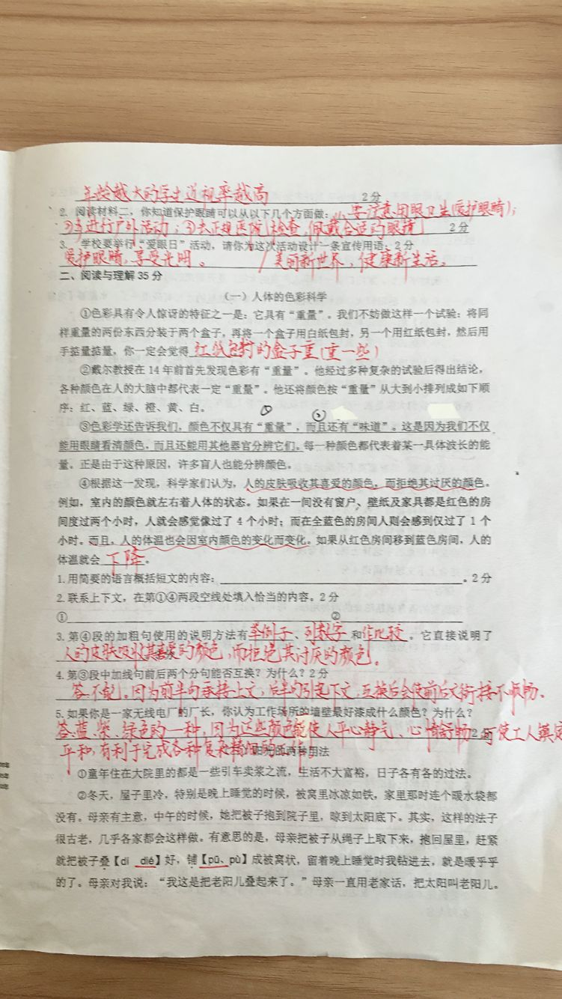 年龄越大的学生近视率越高 2分
2. 阅读材料二，你知道保护眼睛可以从以下几个方面做：①要注意用眼卫生(爱护眼睛)；
②多进行户外活动；③去正规医院检查，佩戴合适的眼镜 2分
3. 学校要举行“爱眼日”活动，请你为这次活动设计一条宣传用语：2分
爱护眼睛，享受光明。/美丽新世界，健康新生活。
二、阅读与理解35分
（一）人体的色彩科学
①色彩具有令人惊讶的特征之一是：它具有“重量”。我们不妨做这样一个试验：将同
样重量的两份东西分装于两个盒子，再将一个盒子用白纸包封，另一个用红纸包封，然后用
手掂量掂量，你一定会觉得红纸包封的盒子重(重一些)
②戴尔教授在14年前首先发现色彩有“重量”。他经过多种复杂的试验后得出结论，
各种颜色在人的大脑中都代表一定“重量”。他还将颜色按“重量”从大到小排列成如下顺
序：红、蓝、绿、橙、黄、白。
① ②
③色彩学还告诉我们，颜色不仅具有“重量”，而且还有“味道”。这是因为我们不仅
能用眼睛看清颜色，而且还能用其他器官分辨它们。每一种颜色都代表着某一具体波长的能
量。正是由于这种原因，许多盲人也能分辨颜色。
④根据这一发现，科学家们认为，人的皮肤吸收其喜爱的颜色，而拒绝其讨厌的颜色。
例如，室内的颜色就左右着人体的状态。如果在一间没有窗户、壁纸及家具都是红色的房
间度过两个小时，人就会感觉像过了4个小时；而在全蓝色的房间人则会感到仅过了1个
小时。而且，人的体温也会因室内颜色的变化而变化。如果从红色房间移到蓝色房间，人的
体温就会下降。
1.用简要的语言概括短文的内容：。2分
2.联系上下文，在第①④两段空线处填入恰当的内容。2分
① ②
3.第④段的加粗句使用的说明方法有举例子、列数字和作比较。它直接说明了
人的皮肤吸收其喜爱的颜色，而拒绝其讨厌的颜色。
4.第③段中加线句前后两个分句能否互换？为什么？2分
答:不能，因为前半句承接上文，后半句引起下文，互换后会使前后文衔接不顺畅。
5.如果你是一家无线电厂的厂长，你认为工作场所的墙壁最好漆成什么颜色？为什么？
答:蓝、紫、绿色的一种，因为这些颜色能使人平心静气、心情舒畅 2分 可使工人镇定
平和，有利于完成各种复杂精细的工作。 阳光的两种用法
①童年住在大院里的都是一些引车卖浆之流，生活不大富裕，日子各有各的过法。
②冬天，屋子里冷，特别是晚上睡觉的时候，被窝里冰凉如铁，家里那时连个暖水袋都
没有。母亲有主意，中午的时候，她把被子抱到院子里，晾到太阳底下。其实，这样的法子
很古老，几乎各家都会这样做。有意思的是，母亲把被子从绳子上取下来，抱回屋里，赶紧
就把被子叠【dí dié】好，铺【pū、pù】成被窝状，留着晚上睡觉时我钻进去，就是暖乎乎
的了。母亲对我说：“我这是把老阳儿叠起来了。”母亲一直用老家话，把太阳叫老阳儿。